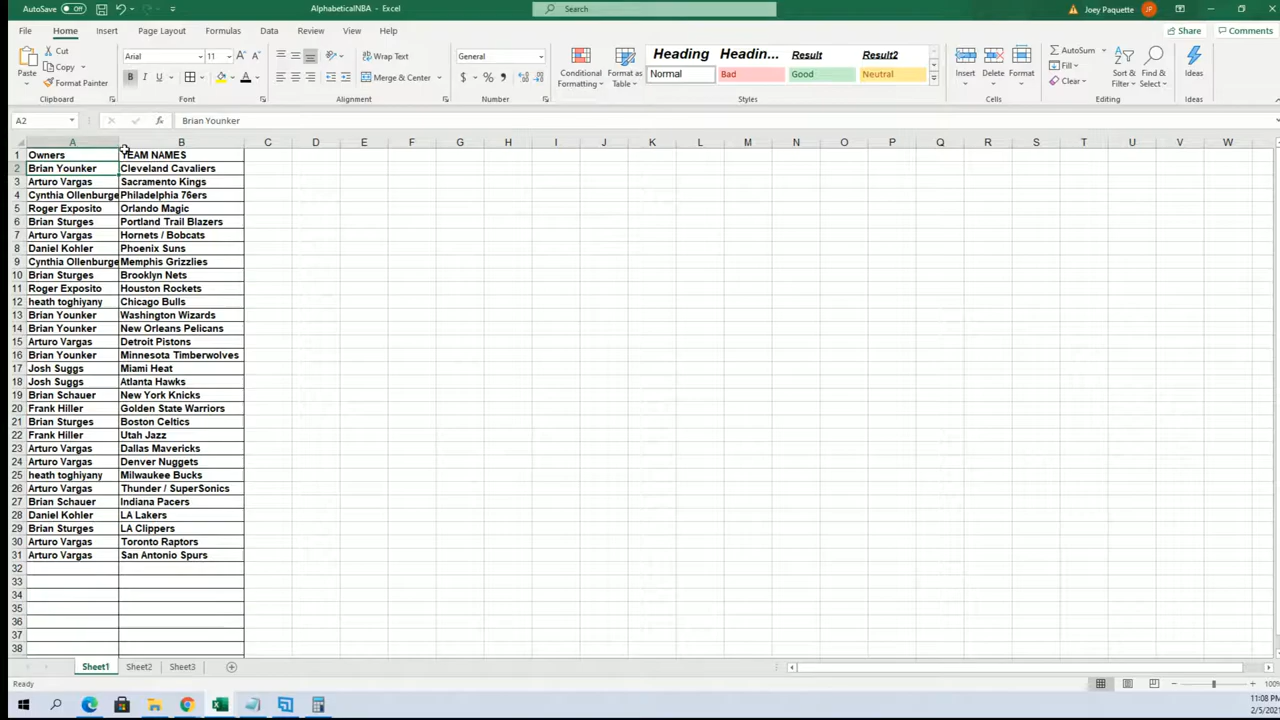 AutoSave Off AlphabeticalNBA - Excel Search Joey Paquette JP
File Home Insert Page Layout Formulas Data Review View Help Share Comments
Paste Cut Copy Format Painter Clipboard
Arial 11 B I U A Font
Wrap Text Merge & Center Alignment
General $ % Number
Conditional Formatting Format as Table
Heading Headin... Result Result2
Normal Bad Good Neutral Styles
Insert Delete Format Cells
AutoSum Fill Clear Sort & Filter Find & Select Editing
Ideas Ideas
A2 fx Brian Younker
A B C D E F G H I J K L M N O P Q R S T U V W
1 Owners YEAM NAMES
2 Brian Younker Cleveland Cavaliers
3 Arturo Vargas Sacramento Kings
4 Cynthia Ollenburge Philadelphia 76ers
5 Roger Exposito Orlando Magic
6 Brian Sturges Portland Trail Blazers
7 Arturo Vargas Hornets / Bobcats
8 Daniel Kohler Phoenix Suns
9 Cynthia Ollenburge Memphis Grizzlies
10 Brian Sturges Brooklyn Nets
11 Roger Exposito Houston Rockets
12 heath toghiyany Chicago Bulls
13 Brian Younker Washington Wizards
14 Brian Younker New Orleans Pelicans
15 Arturo Vargas Detroit Pistons
16 Brian Younker Minnesota Timberwolves
17 Josh Suggs Miami Heat
18 Josh Suggs Atlanta Hawks
19 Brian Schauer New York Knicks
20 Frank Hiller Golden State Warriors
21 Brian Sturges Boston Celtics
22 Frank Hiller Utah Jazz
23 Arturo Vargas Dallas Mavericks
24 Arturo Vargas Denver Nuggets
25 heath toghiyany Milwaukee Bucks
26 Arturo Vargas Thunder / SuperSonics
27 Brian Schauer Indiana Pacers
28 Daniel Kohler LA Lakers
29 Brian Sturges LA Clippers
30 Arturo Vargas Toronto Raptors
31 Arturo Vargas San Antonio Spurs
32
33
34
35
36
37
38
Sheet1 Sheet2 Sheet3
Ready 100%
11:08 PM
2/5/202